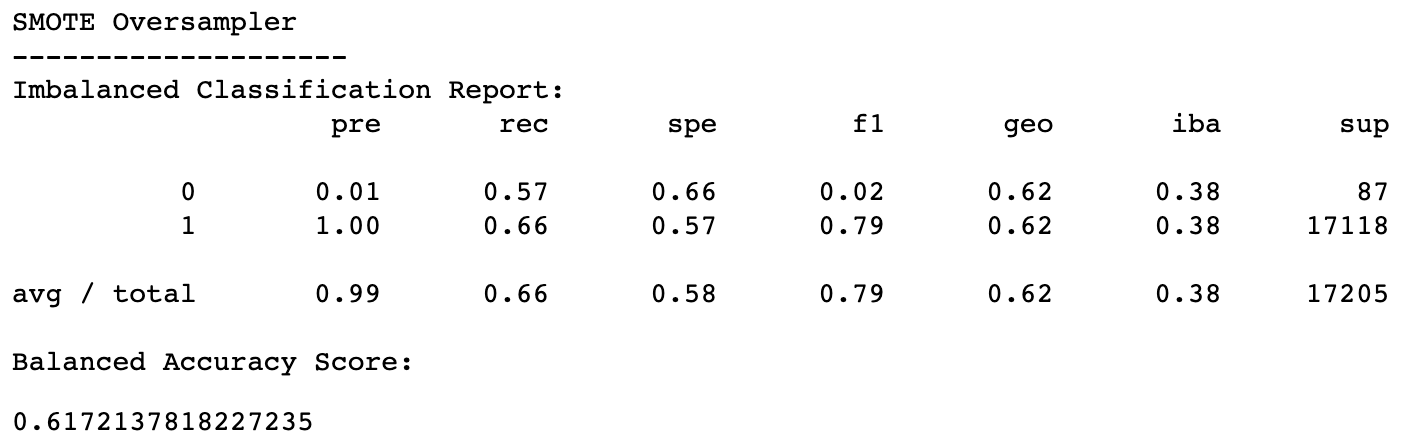 SMOTE Oversampler
--------------------
Imbalanced Classification Report:
pre rec spe f1 geo iba sup
0 0.01 0.57 0.66 0.02 0.62 0.38 87
1 1.00 0.66 0.57 0.79 0.62 0.38 17118
avg / total 0.99 0.66 0.58 0.79 0.62 0.38 17205
Balanced Accuracy Score:
0.6172137818227235